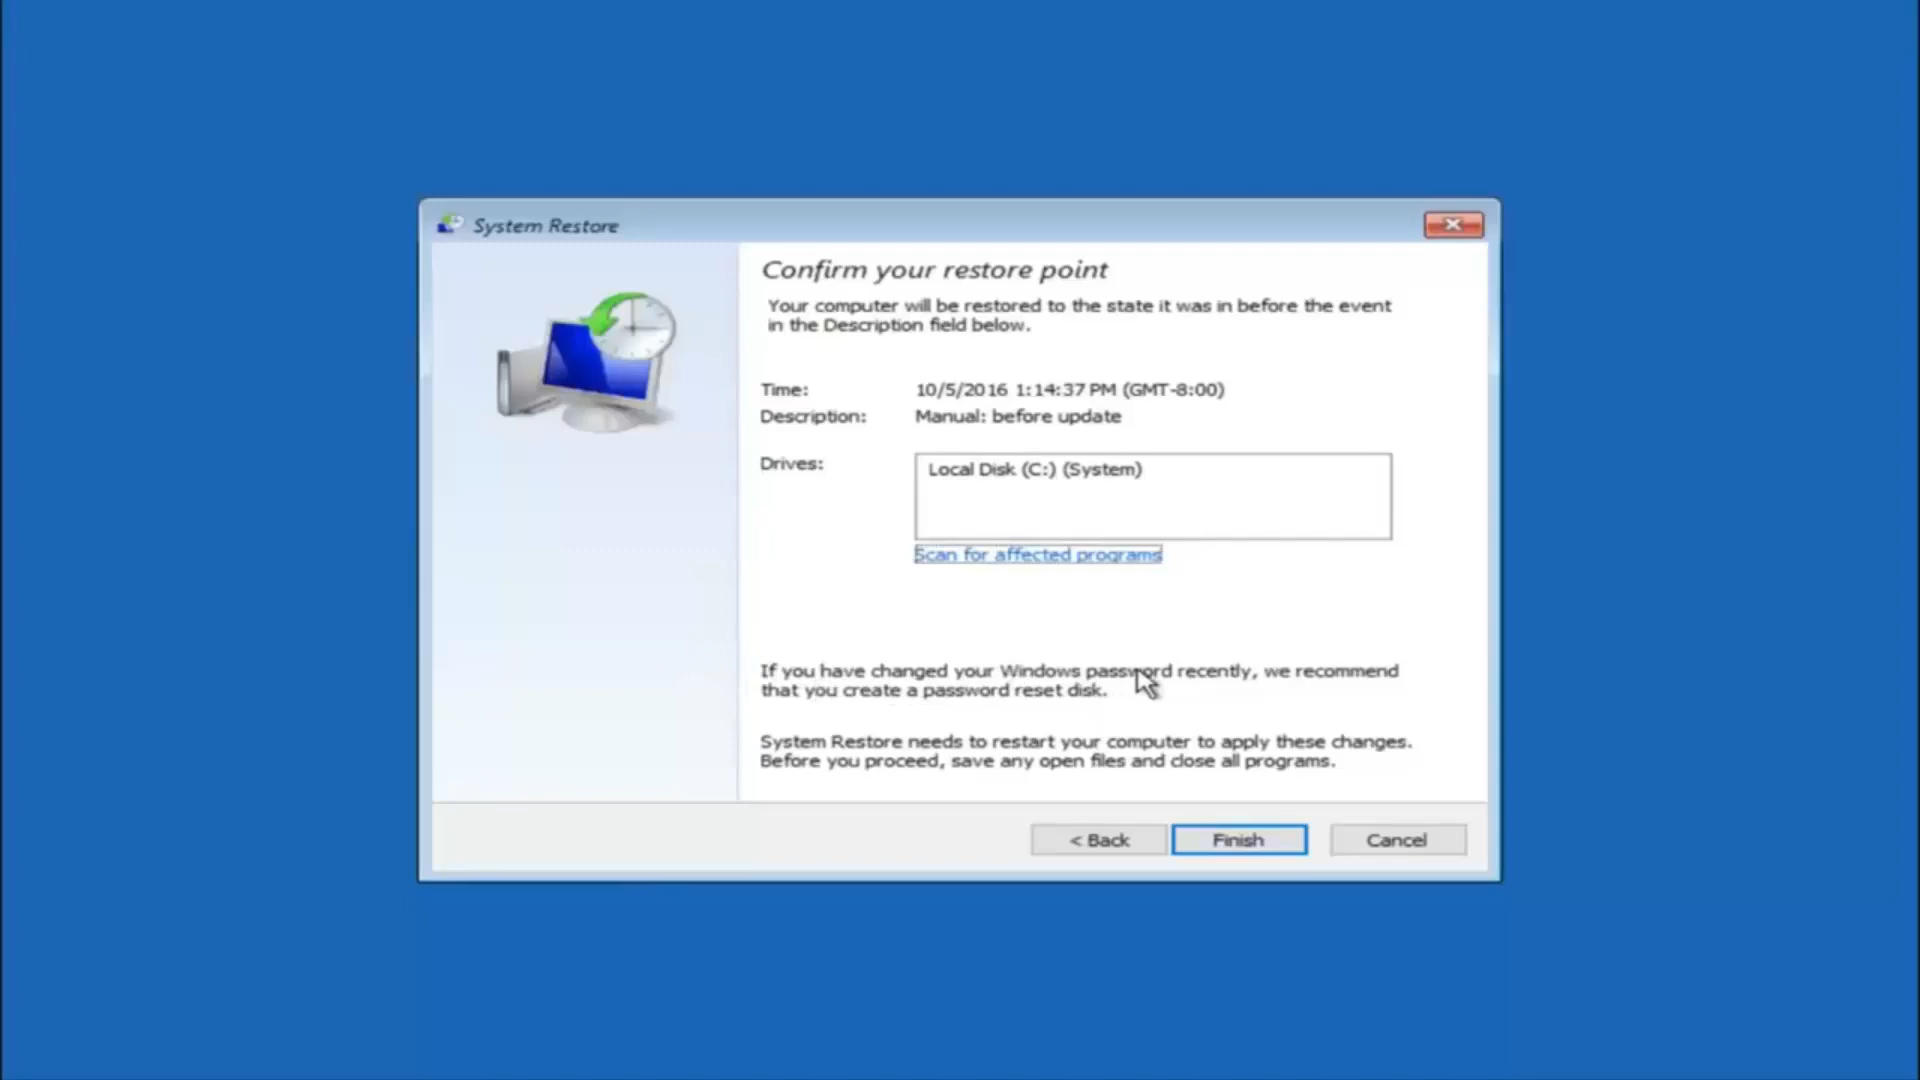 System Restore
Confirm your restore point
Your computer will be restored to the state it was in before the event
in the Description field below.
Time: 10/5/2016 1:14:37 PM (GMT-8:00)
Description: Manual: before update
Drives: Local Disk (C:) (System)
Scan for affected programs
If you have changed your Windows password recently, we recommend
that you create a password reset disk.
System Restore needs to restart your computer to apply these changes.
Before you proceed, save any open files and close all programs.
< Back Finish Cancel